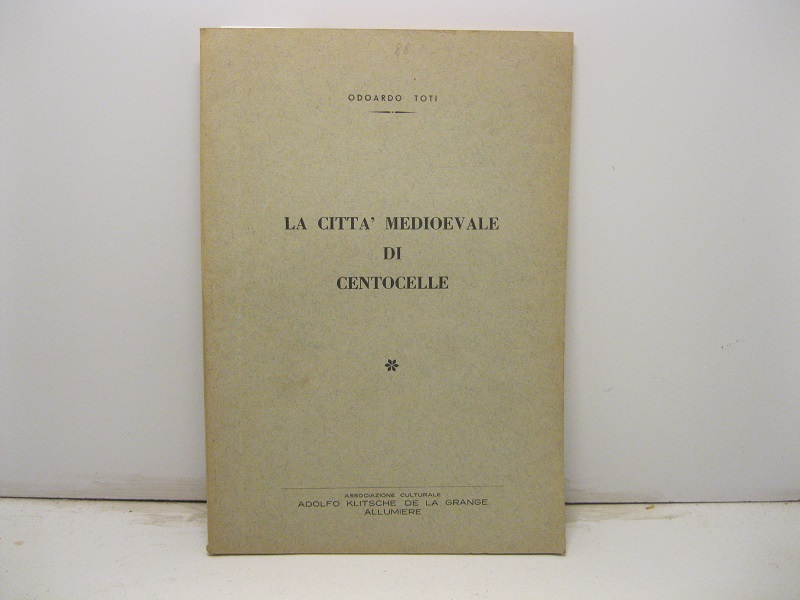 ODOARDO TOTI
LA CITTA' MEDIOEVALE
DI
CENTOCELLE
ASSOCIAZIONE CULTURALE
ADOLFO KLITSCHE DE LA GRANGE
ALLUMIERE